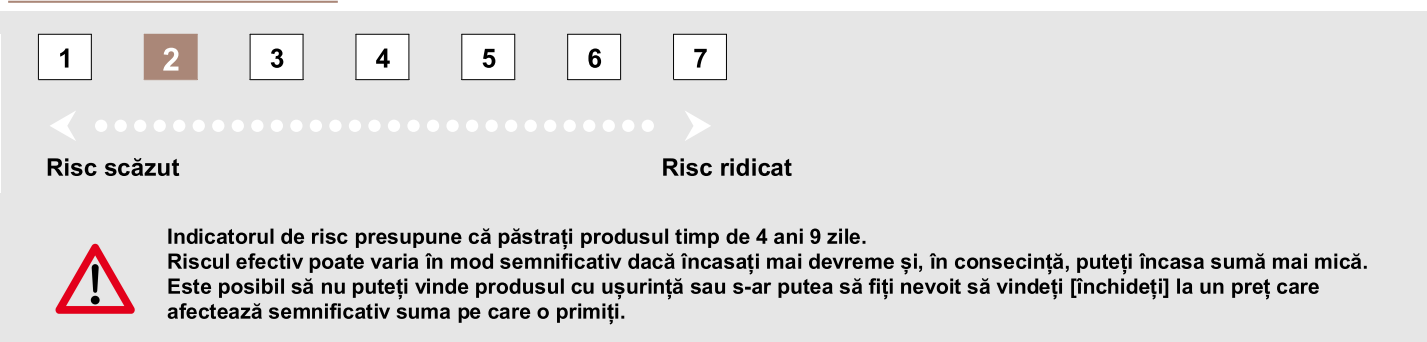 1 2 3 4 5 6 7
Risc scăzut Risc ridicat
Indicatorul de risc presupune că păstrați produsul timp de 4 ani 9 zile.
Riscul efectiv poate varia în mod semnificativ dacă încasați mai devreme și, în consecință, puteți încasa sumă mai mică.
Este posibil să nu puteți vinde produsul cu ușurință sau s-ar putea să fiți nevoit să vindeți [închideți] la un preț care
afectează semnificativ suma pe care o primiți.